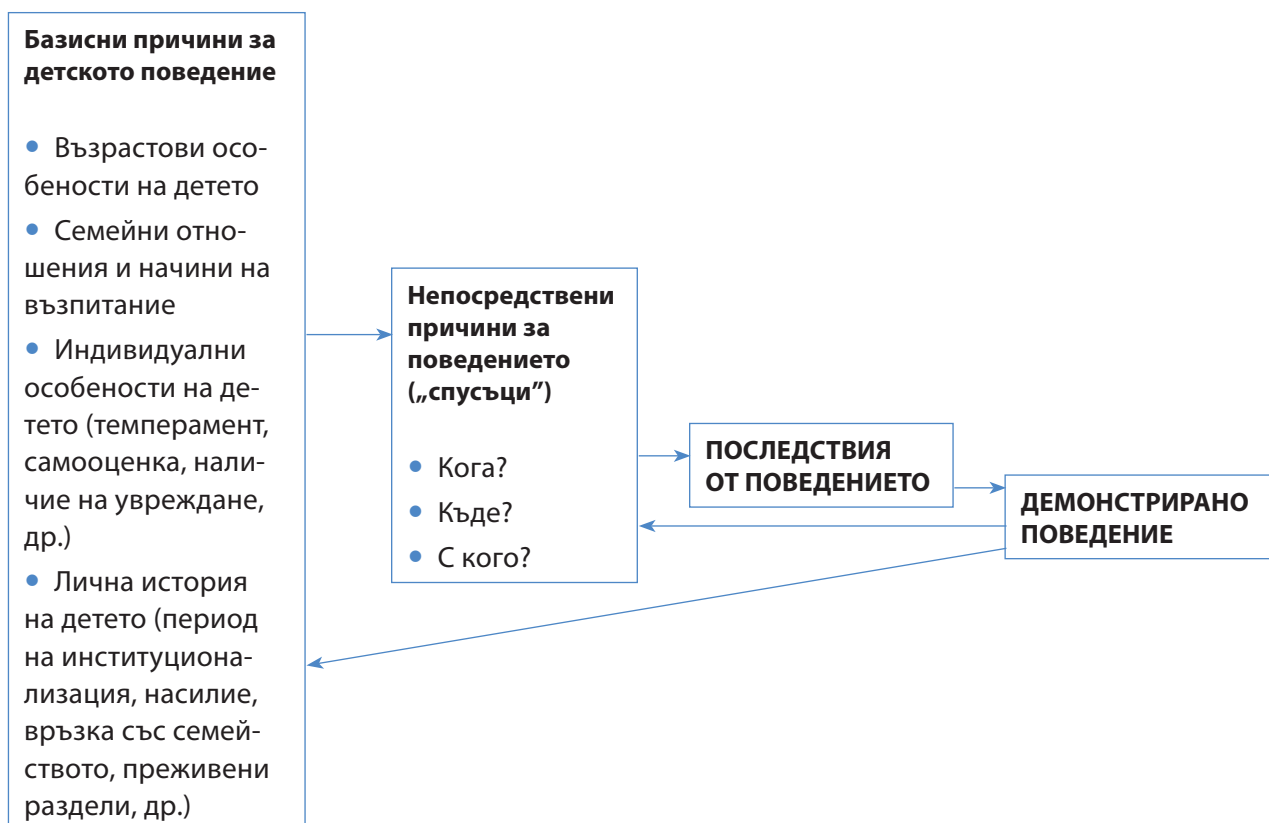 Базисни причини за
детското поведение
• Възрастови осо-
бености на детето
• Семейни отно-
шения и начини на
възпитание
• Индивидуални
особености на де-
тето (темперамент,
самооценка, нали-
чие на увреждане,
др.)
• Лична история
на детето (период
на институциона-
лизация, насилие,
връзка със семей-
ството, преживени
раздели, др.)
Непосредствени
причини за
поведението
(„спусъци”)
• Кога?
• Къде?
• С кого?
ПОСЛЕДСТВИЯ
ОТ ПОВЕДЕНИЕТО
ДЕМОНСТРИРАНО
ПОВЕДЕНИЕ